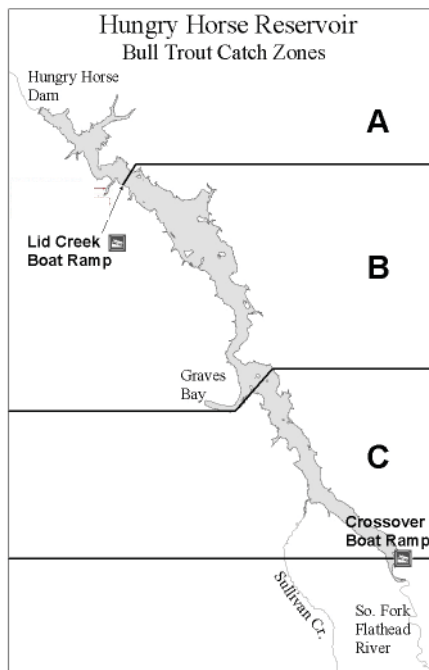 Hungry Horse Reservoir
Bull Trout Catch Zones
Hungry Horse
Dam
A
Lid Creek
Boat Ramp
B
Graves
Bay
C
Crossover
Boat Ramp
Sullivan Cr.
So. Fork
Flathead
River